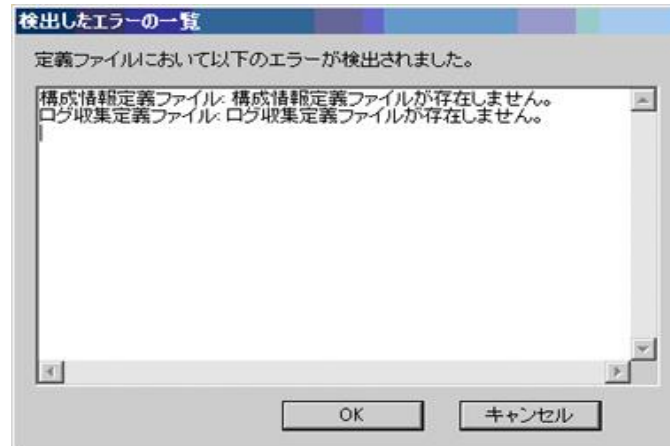 検出したエラーの一覧
定義ファイルにおいて以下のエラーが検出されました。
構成情報定義ファイル: 構成情報定義ファイルが存在しません。
ログ収集定義ファイル: ログ収集定義ファイルが存在しません。
OK
キャンセル